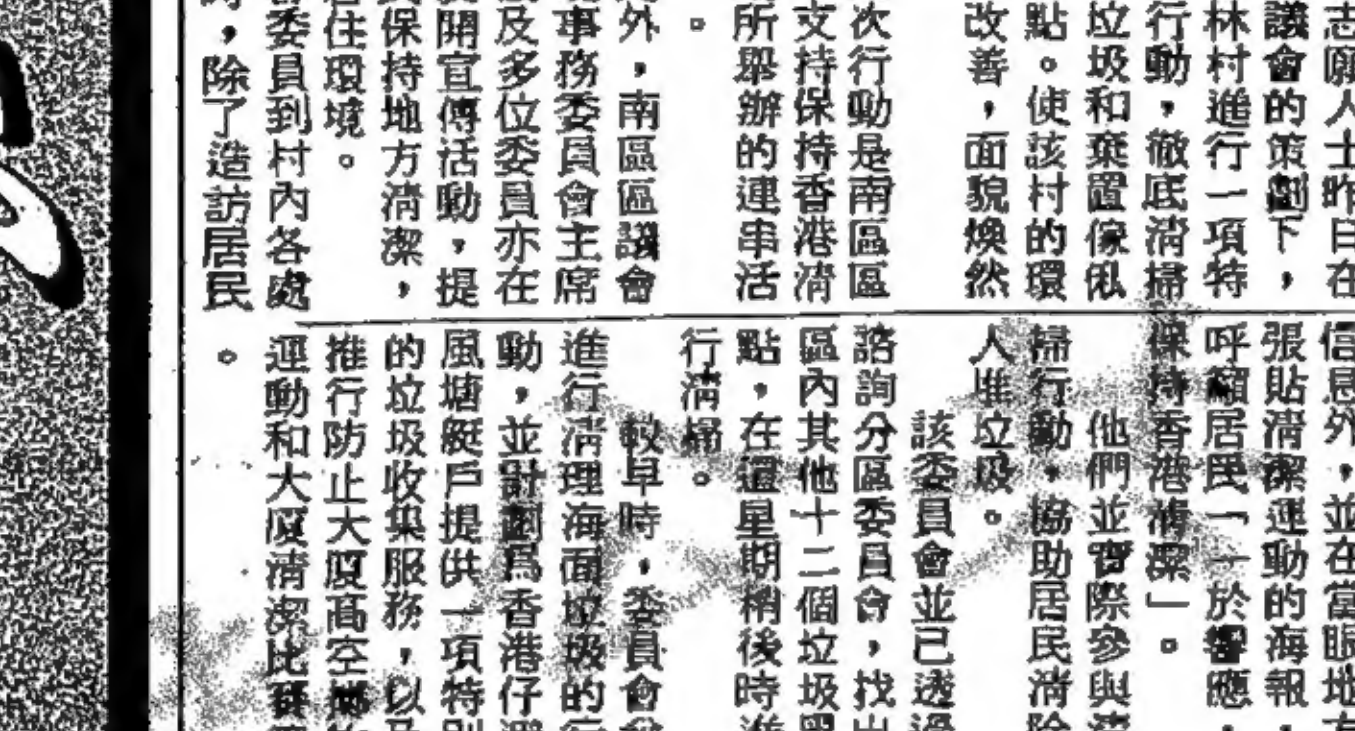 志願人士昨日在
議會的策劃下，
林村進行一項特
行動，徹底清掃
垃圾和棄置傢俬
點。使該村的環
改善，面貌煥然
次行動是南區區
支持保持香港清
所舉辦的連串活
。
外，南區區議會
事務委員會主席
及多位委員亦在
開宣傳活動，提
保持地方清潔，
住環境。
委員到村內各處
，除了造訪居民
信息外，並在當眼地
張貼清潔運動的海報，
呼籲居民「一於響應，
保持香港清潔」。
他們並實際參與
掃行動，協助居民清除
人堆垃圾。
該委員會並已透過
諮詢分區委員會，找出
區內其他十二個垃圾黑
點，在這星期稍後時進
行清掃。
較早時，委員會曾
進行清理海面垃圾的行
動，並計劃為香港仔避
風塘艇戶提供一項特別
的垃圾收集服務，以及
推行防止大廈高空擲物
運動和大廈清潔比賽
。